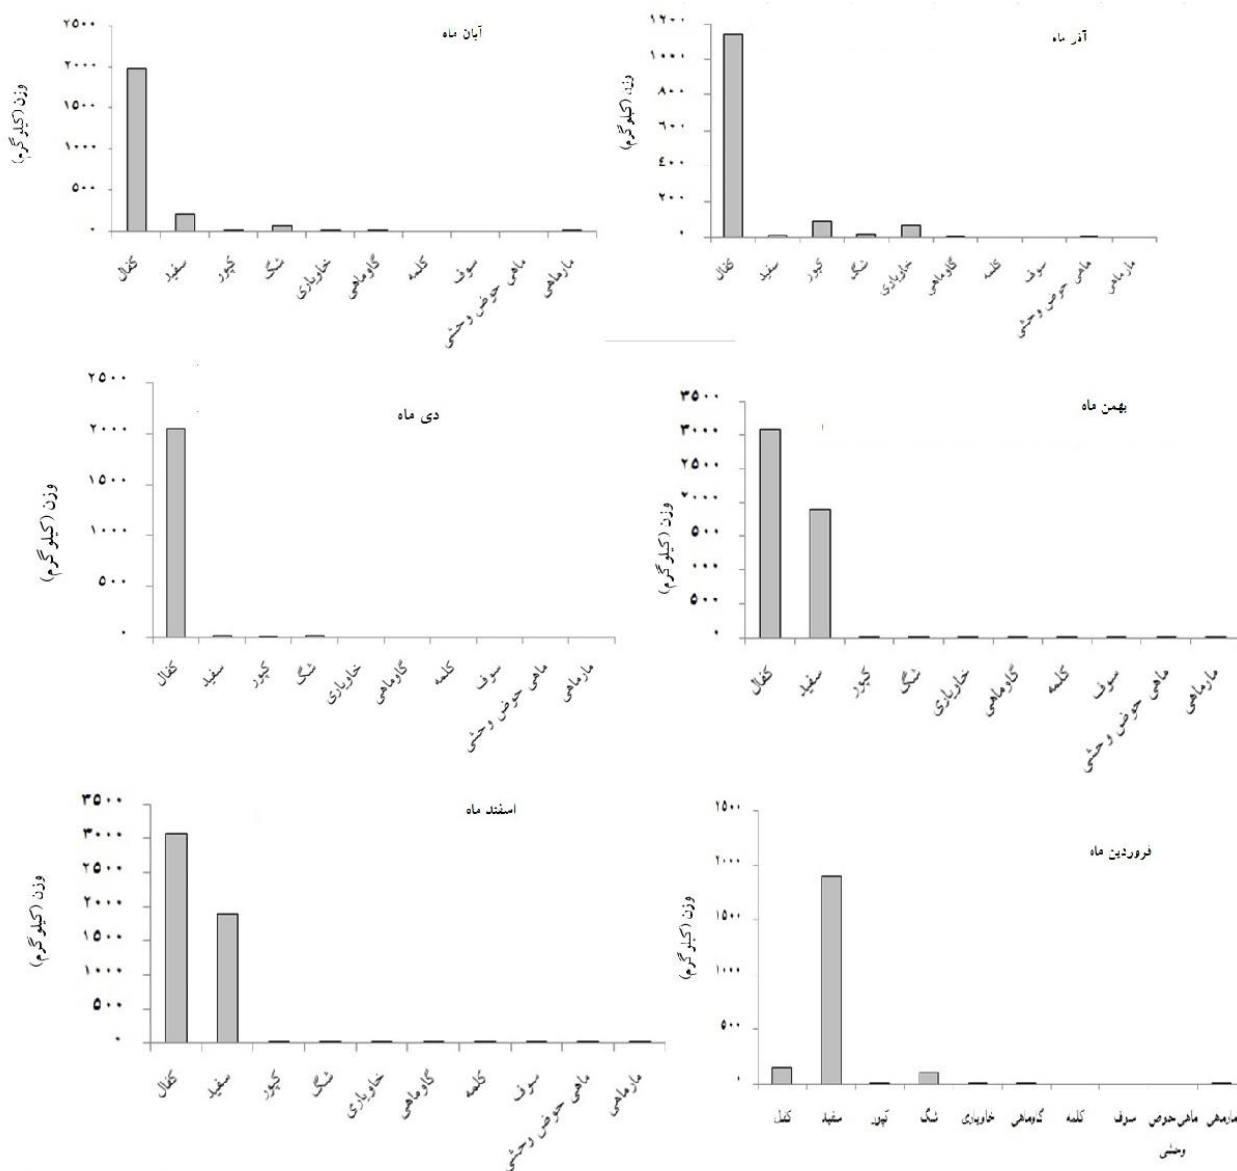 آبان ماه
وزن (کیلوگرم)
۲۵۰۰
۲۰۰۰
۱۵۰۰
۱۰۰۰
۵۰۰
۰
کفال
سفید
کپور
شگ
خاویاری
گاوماهی
کلمه
سوف
ماهی حوض وحشی
مارماهی
آذر ماه
وزن (کیلوگرم)
۱۲۰۰
۱۰۰۰
۸۰۰
۶۰۰
۴۰۰
۲۰۰
۰
کفال
سفید
کپور
شگ
خاویاری
گاوماهی
کلمه
سوف
ماهی حوض وحشی
مارماهی
دی ماه
وزن (کیلوگرم)
۲۵۰۰
۲۰۰۰
۱۵۰۰
۱۰۰۰
۵۰۰
۰
کفال
سفید
کپور
شگ
خاویاری
گاوماهی
کلمه
سوف
ماهی حوض وحشی
مارماهی
بهمن ماه
وزن (کیلوگرم)
۳۵۰۰
۳۰۰۰
۲۵۰۰
۲۰۰۰
۵۰۰
۰۰۰
۵۰۰
۰
کفال
سفید
کپور
شگ
خاویاری
گاوماهی
کلمه
سوف
ماهی حوض وحشی
مارماهی
اسفند ماه
وزن (کیلوگرم)
۳۵۰۰
۳۰۰۰
۲۵۰۰
۲۰۰۰
۱۵۰۰
۱۰۰۰
۵۰۰
۰
کفال
سفید
کپور
شگ
خاویاری
گاوماهی
کلمه
سوف
ماهی حوض وحشی
مارماهی
فروردین ماه
وزن (کیلوگرم)
۲۵۰۰
۲۰۰۰
۱۵۰۰
۱۰۰۰
۵۰۰
۰
کفال
سفید
کپور
شگ
خاویاری
گاوماهی
کلمه
سوف
ماهی حوض
وحشی
مارماهی